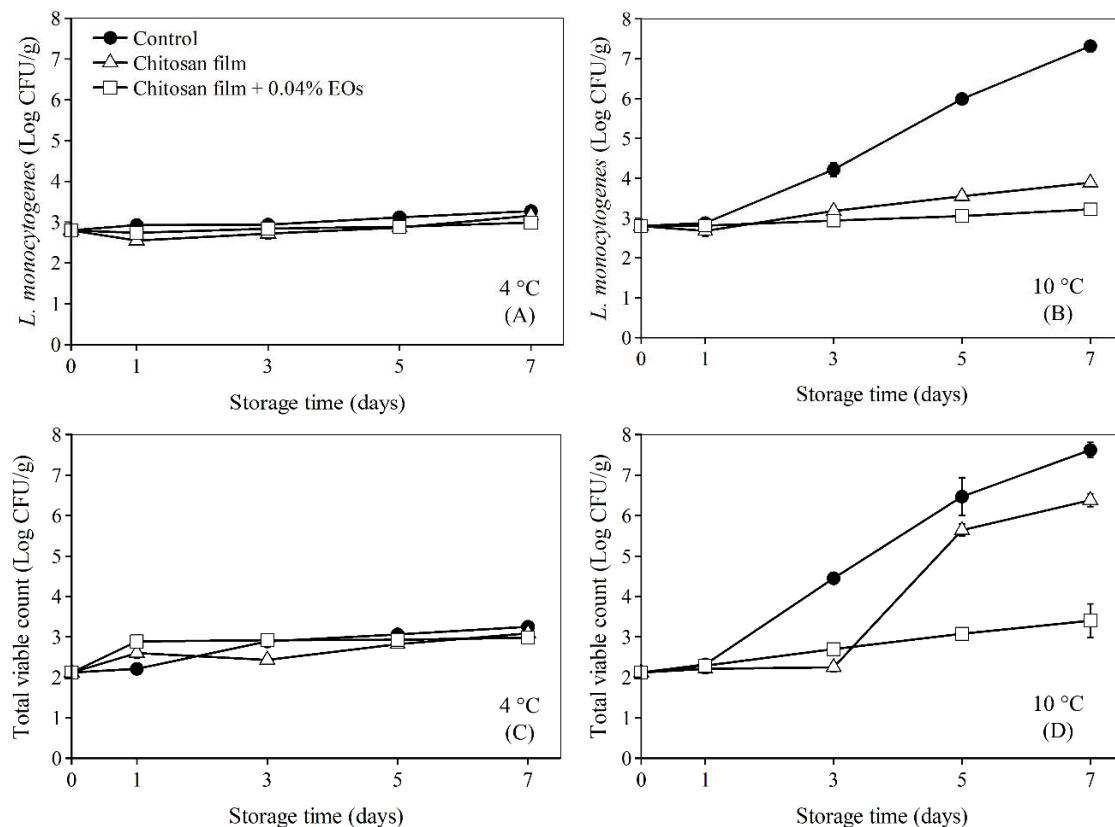 L. monocytogenes (Log CFU/g)
8
7
6
5
4
3
2
1
0
Control
Chitosan film
Chitosan film + 0.04% EOs
4 °C
(A)
0 1 3 5 7
Storage time (days)
L. monocytogenes (Log CFU/g)
8
7
6
5
4
3
2
1
0
10 °C
(B)
0 1 3 5 7
Storage time (days)
Total viable count (Log CFU/g)
8
7
6
5
4
3
2
1
0
4 °C
(C)
0 1 3 5 7
Storage time (days)
Total viable count (Log CFU/g)
8
7
6
5
4
3
2
1
0
10 °C
(D)
0 1 3 5 7
Storage time (days)